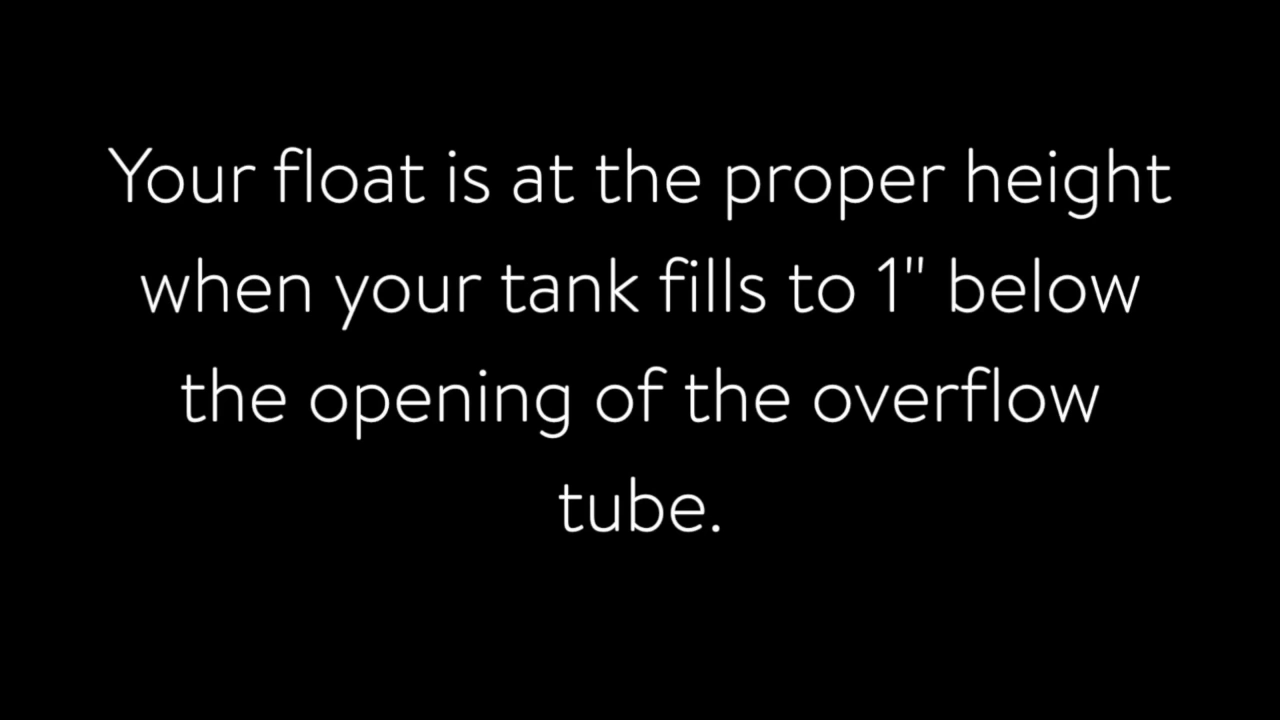 Your float is at the proper height
when your tank fills to 1" below
the opening of the overflow
tube.